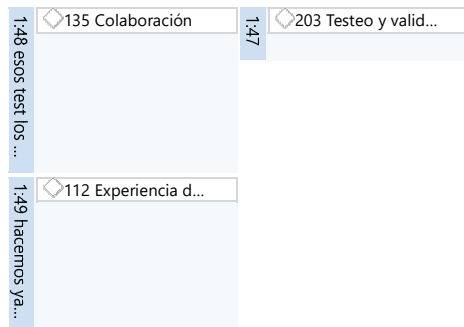 1:48 esos test los ...
135 Colaboración
1:47
203 Testeo y valid...
1:49 hacemos ya...
112 Experiencia d...